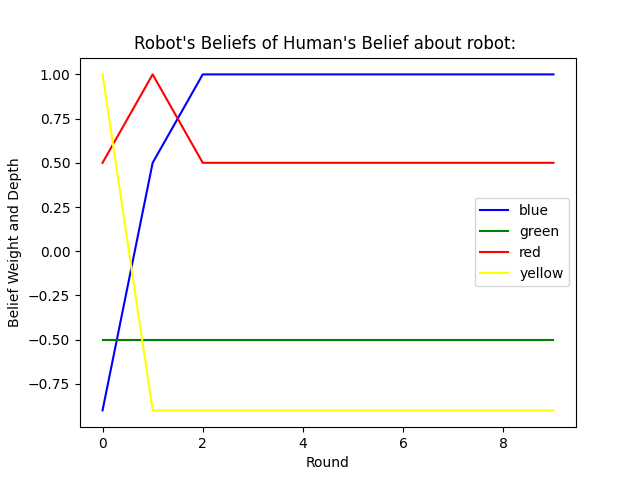 Robot's Beliefs of Human's Belief about robot:
Belief Weight and Depth
1.00
0.75
0.50
0.25
0.00
−0.25
−0.50
−0.75
blue
green
red
yellow
0 2 4 6 8
Round